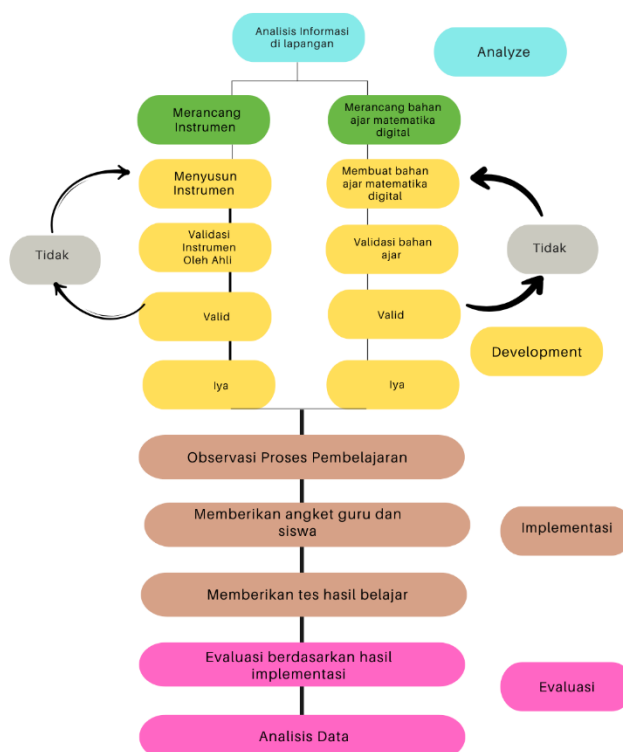 Analisis Informasi
di lapangan
Analyze
Merancang
Instrumen
Merancang bahan
ajar matematika
digital
Menyusun
Instrumen
Membuat bahan
ajar matematika
digital
Tidak
Validasi
Instrumen
Oleh Ahli
Validasi bahan
ajar
Tidak
Valid
Valid
Development
Iya
Iya
Observasi Proses Pembelajaran
Memberikan angket guru dan
siswa
Implementasi
Memberikan tes hasil belajar
Evaluasi berdasarkan hasil
implementasi
Evaluasi
Analisis Data